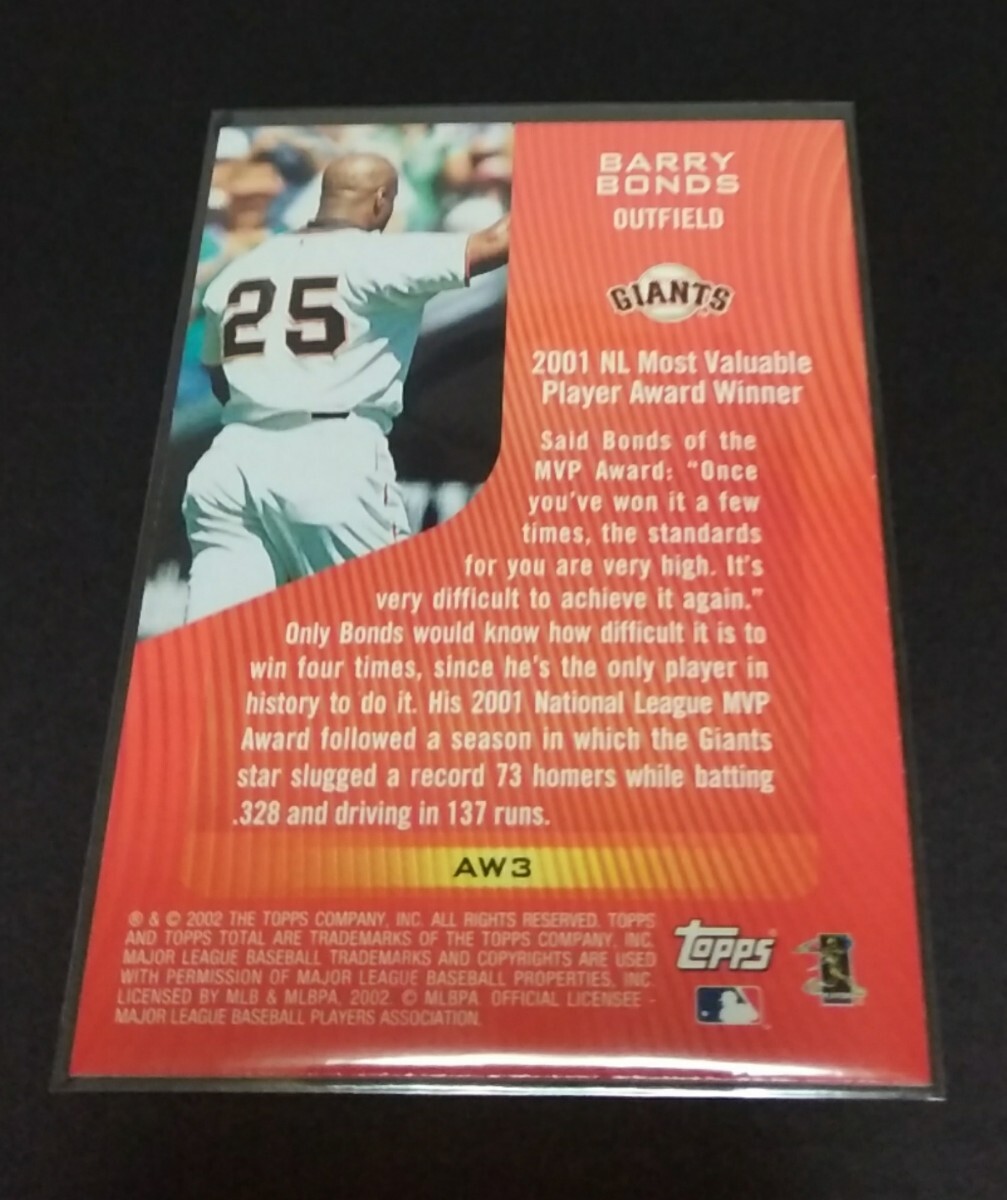 25
BARRY
BONDS
OUTFIELD
GIANTS
2001 NL Most Valuable
Player Award Winner
Said Bonds of the
MVP Award: "Once
you've won it a few
times, the standards
for you are very high. It's
very difficult to achieve it again."
Only Bonds would know how difficult it is to
win four times, since he's the only player in
history to do it. His 2001 National League MVP
Award followed a season in which the Giants
star slugged a record 73 homers while batting
.328 and driving in 137 runs.
AW3
® & © 2002 THE TOPPS COMPANY, INC. ALL RIGHTS RESERVED. TOPPS
AND TOPPS TOTAL ARE TRADEMARKS OF THE TOPPS COMPANY, INC.
MAJOR LEAGUE BASEBALL TRADEMARKS AND COPYRIGHTS ARE USED
WITH PERMISSION OF MAJOR LEAGUE BASEBALL PROPERTIES, INC.
LICENSED BY MLB & MLBPA, 2002. © MLBPA OFFICIAL LICENSEE -
MAJOR LEAGUE BASEBALL PLAYERS ASSOCIATION.
Topps®